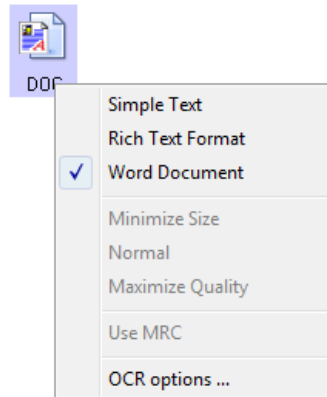 DOC
Simple Text
Rich Text Format
Word Document
Minimize Size
Normal
Maximize Quality
Use MRC
OCR options ...